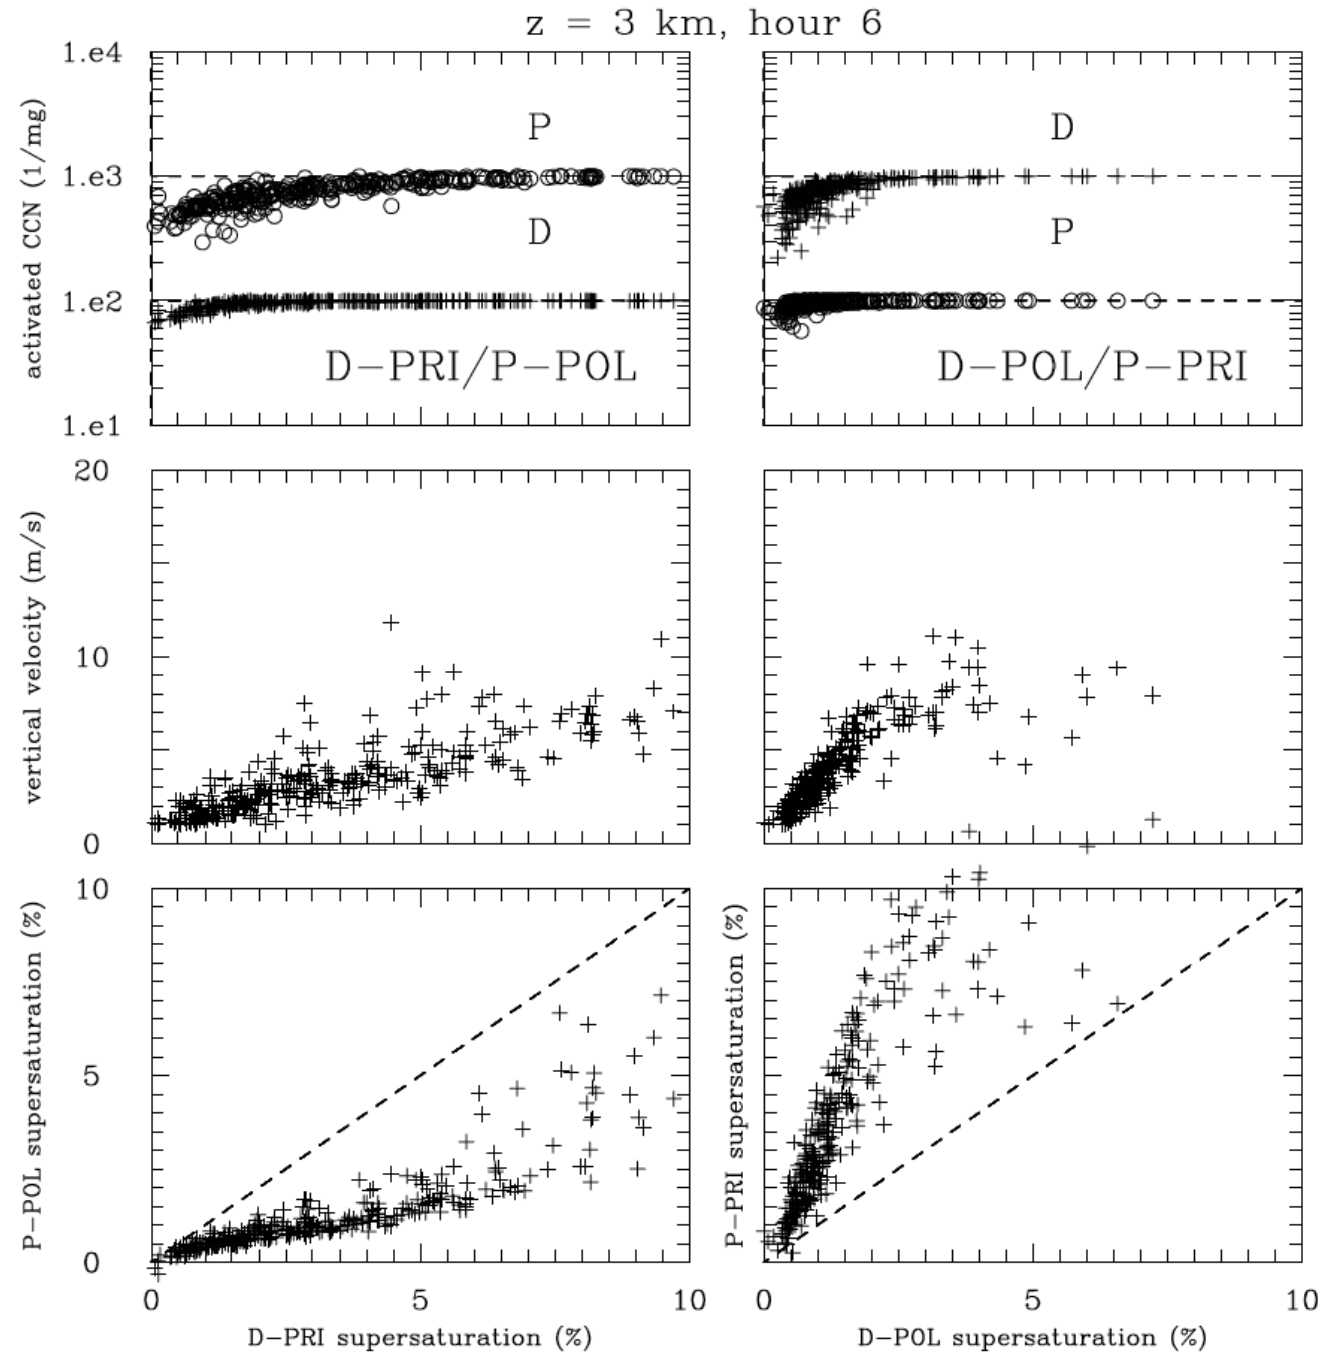 z = 3 km, hour 6
activated CCN (1/mg)
1.e4
1.e3
1.e2
1.e1
P
D
D-PRI/P-POL
D
P
D-POL/P-PRI
vertical velocity (m/s)
20
10
0
P-POL supersaturation (%)
10
5
0
0 5 10
D-PRI supersaturation (%)
P-PRI supersaturation (%)
0 5 10
D-POL supersaturation (%)